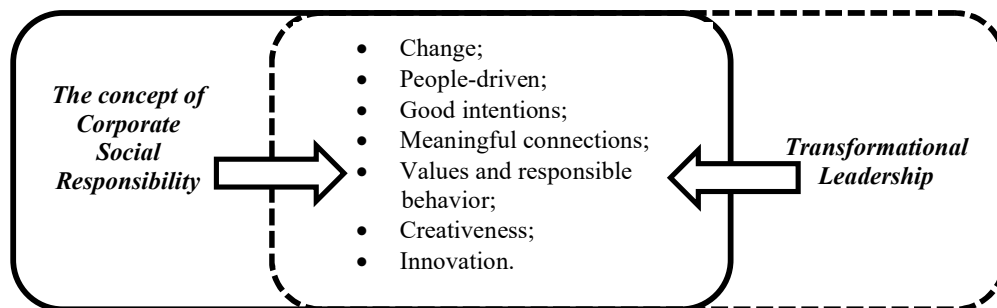 The concept of
Corporate
Social
Responsibility
• Change;
• People-driven;
• Good intentions;
• Meaningful connections;
• Values and responsible
behavior;
• Creativeness;
• Innovation.
Transformational
Leadership